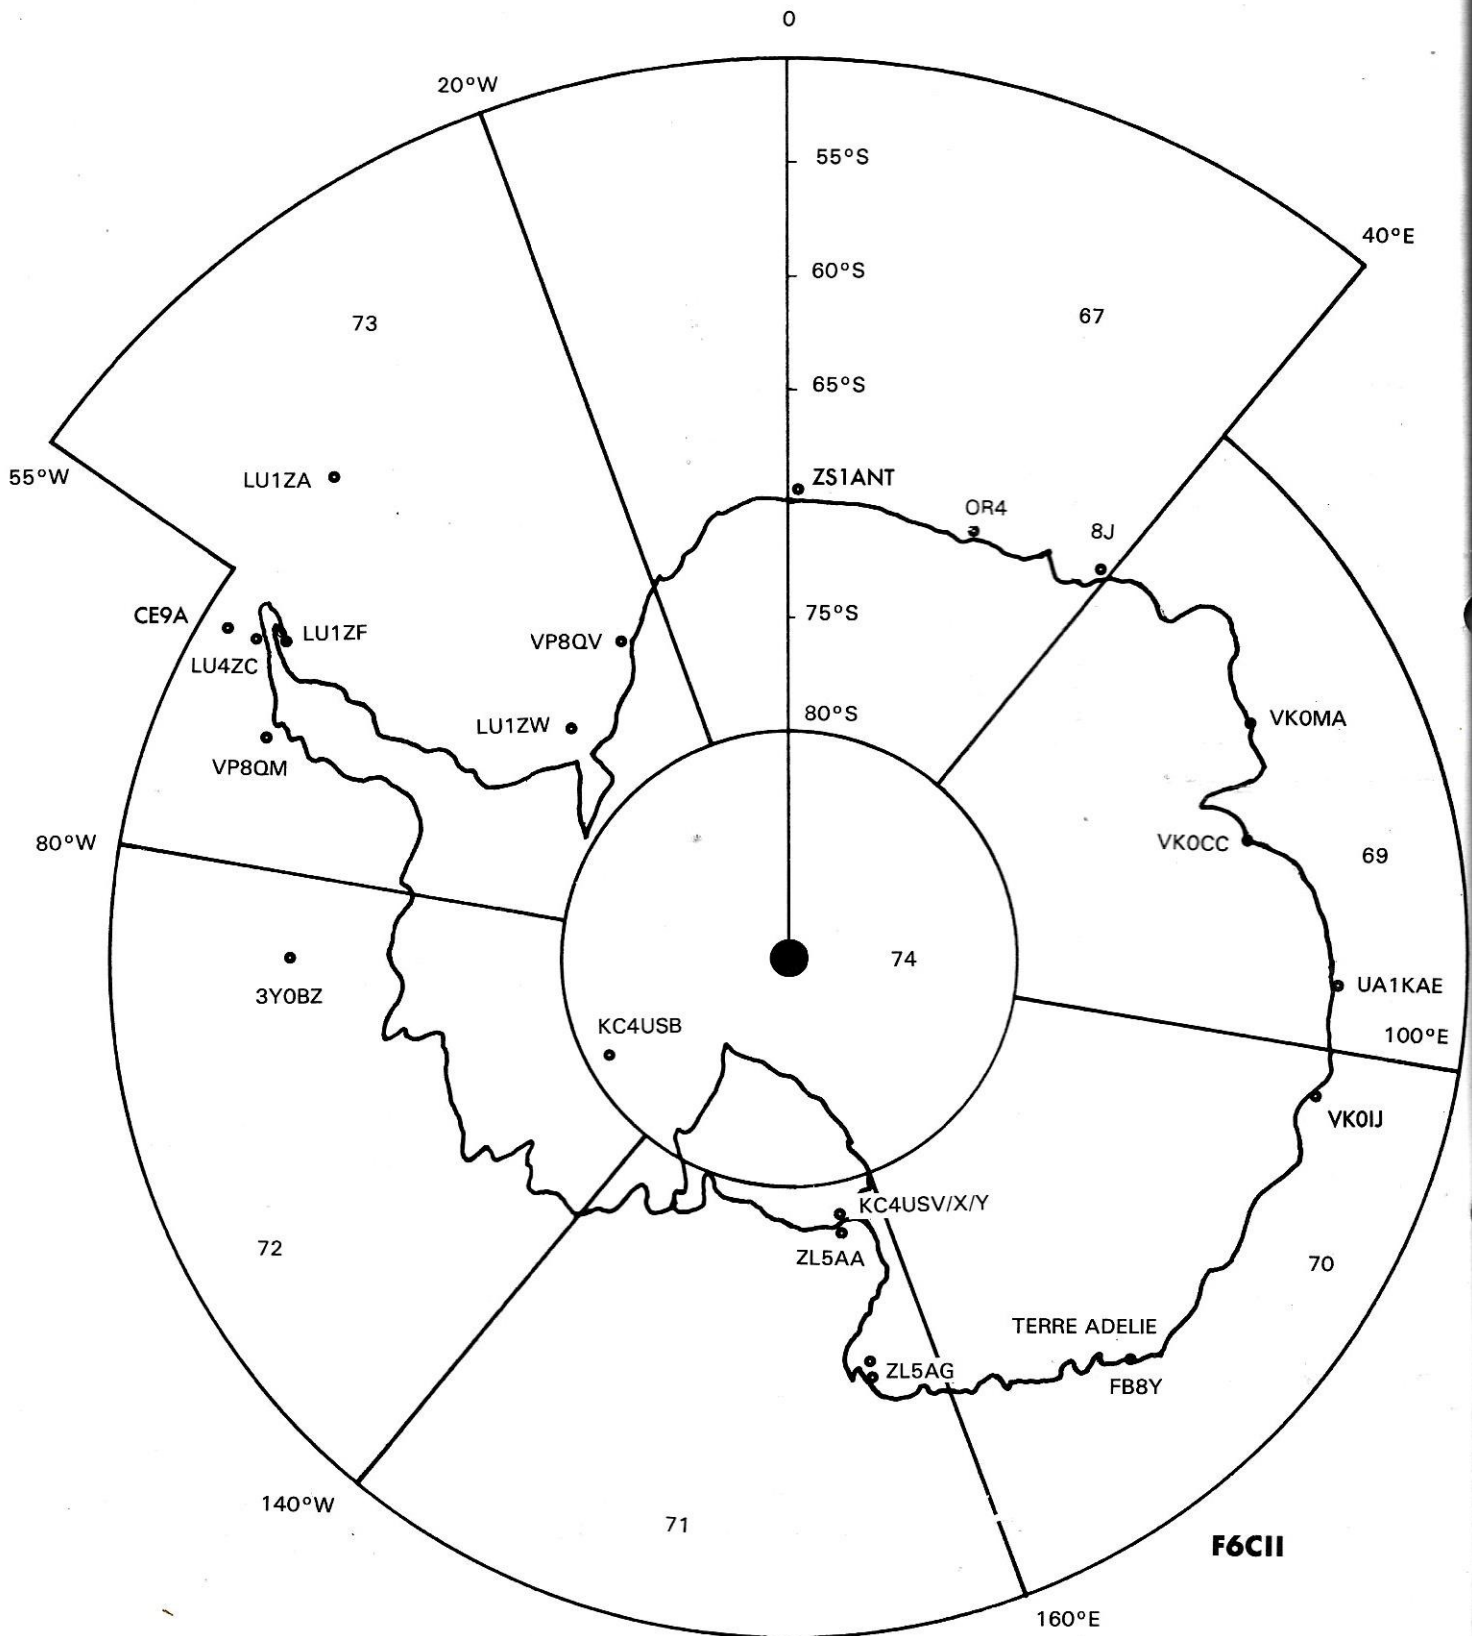 0
20°W
55°S
40°E
60°S
73
67
65°S
55°W
LU1ZA
ZS1ANT
OR4
8J
CE9A
LU1ZF
75°S
VP8QV
LU4ZC
80°S
LU1ZW
VK0MA
VP8QM
80°W
VK0CC
69
74
UA1KAE
3Y0BZ
KC4USB
100°E
VK0IJ
KC4USV/X/Y
72
ZL5AA
70
TERRE ADELIE
ZL5AG
FB8Y
140°W
71
F6CII
160°E